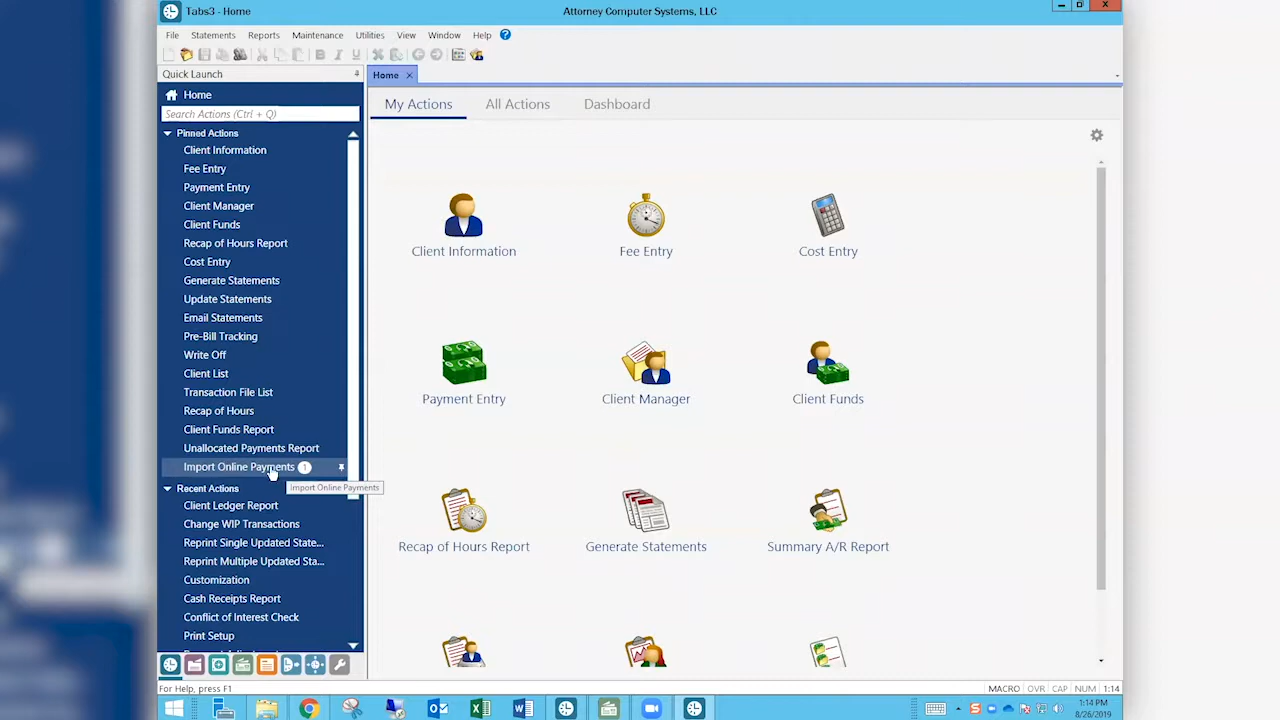 Tabs3 - Home
Attorney Computer Systems, LLC
File Statements Reports Maintenance Utilities View Window Help
B I U
Quick Launch
Home
Home
Search Actions (Ctrl + Q)
My Actions All Actions Dashboard
Pinned Actions
Client Information
Fee Entry
Payment Entry
Client Manager
Client Funds
Recap of Hours Report
Cost Entry
Generate Statements
Update Statements
Email Statements
Pre-Bill Tracking
Write Off
Client List
Transaction File List
Recap of Hours
Client Funds Report
Unallocated Payments Report
Import Online Payments 1
Import Online Payments
Recent Actions
Client Ledger Report
Change WIP Transactions
Reprint Single Updated State...
Reprint Multiple Updated Sta...
Customization
Cash Receipts Report
Conflict of Interest Check
Print Setup
Client Information
Fee Entry
Cost Entry
Payment Entry
Client Manager
Client Funds
Recap of Hours Report
Generate Statements
Summary A/R Report
For Help, press F1
MACRO OVR CAP NUM 1:14
1:14 PM
8/26/2019